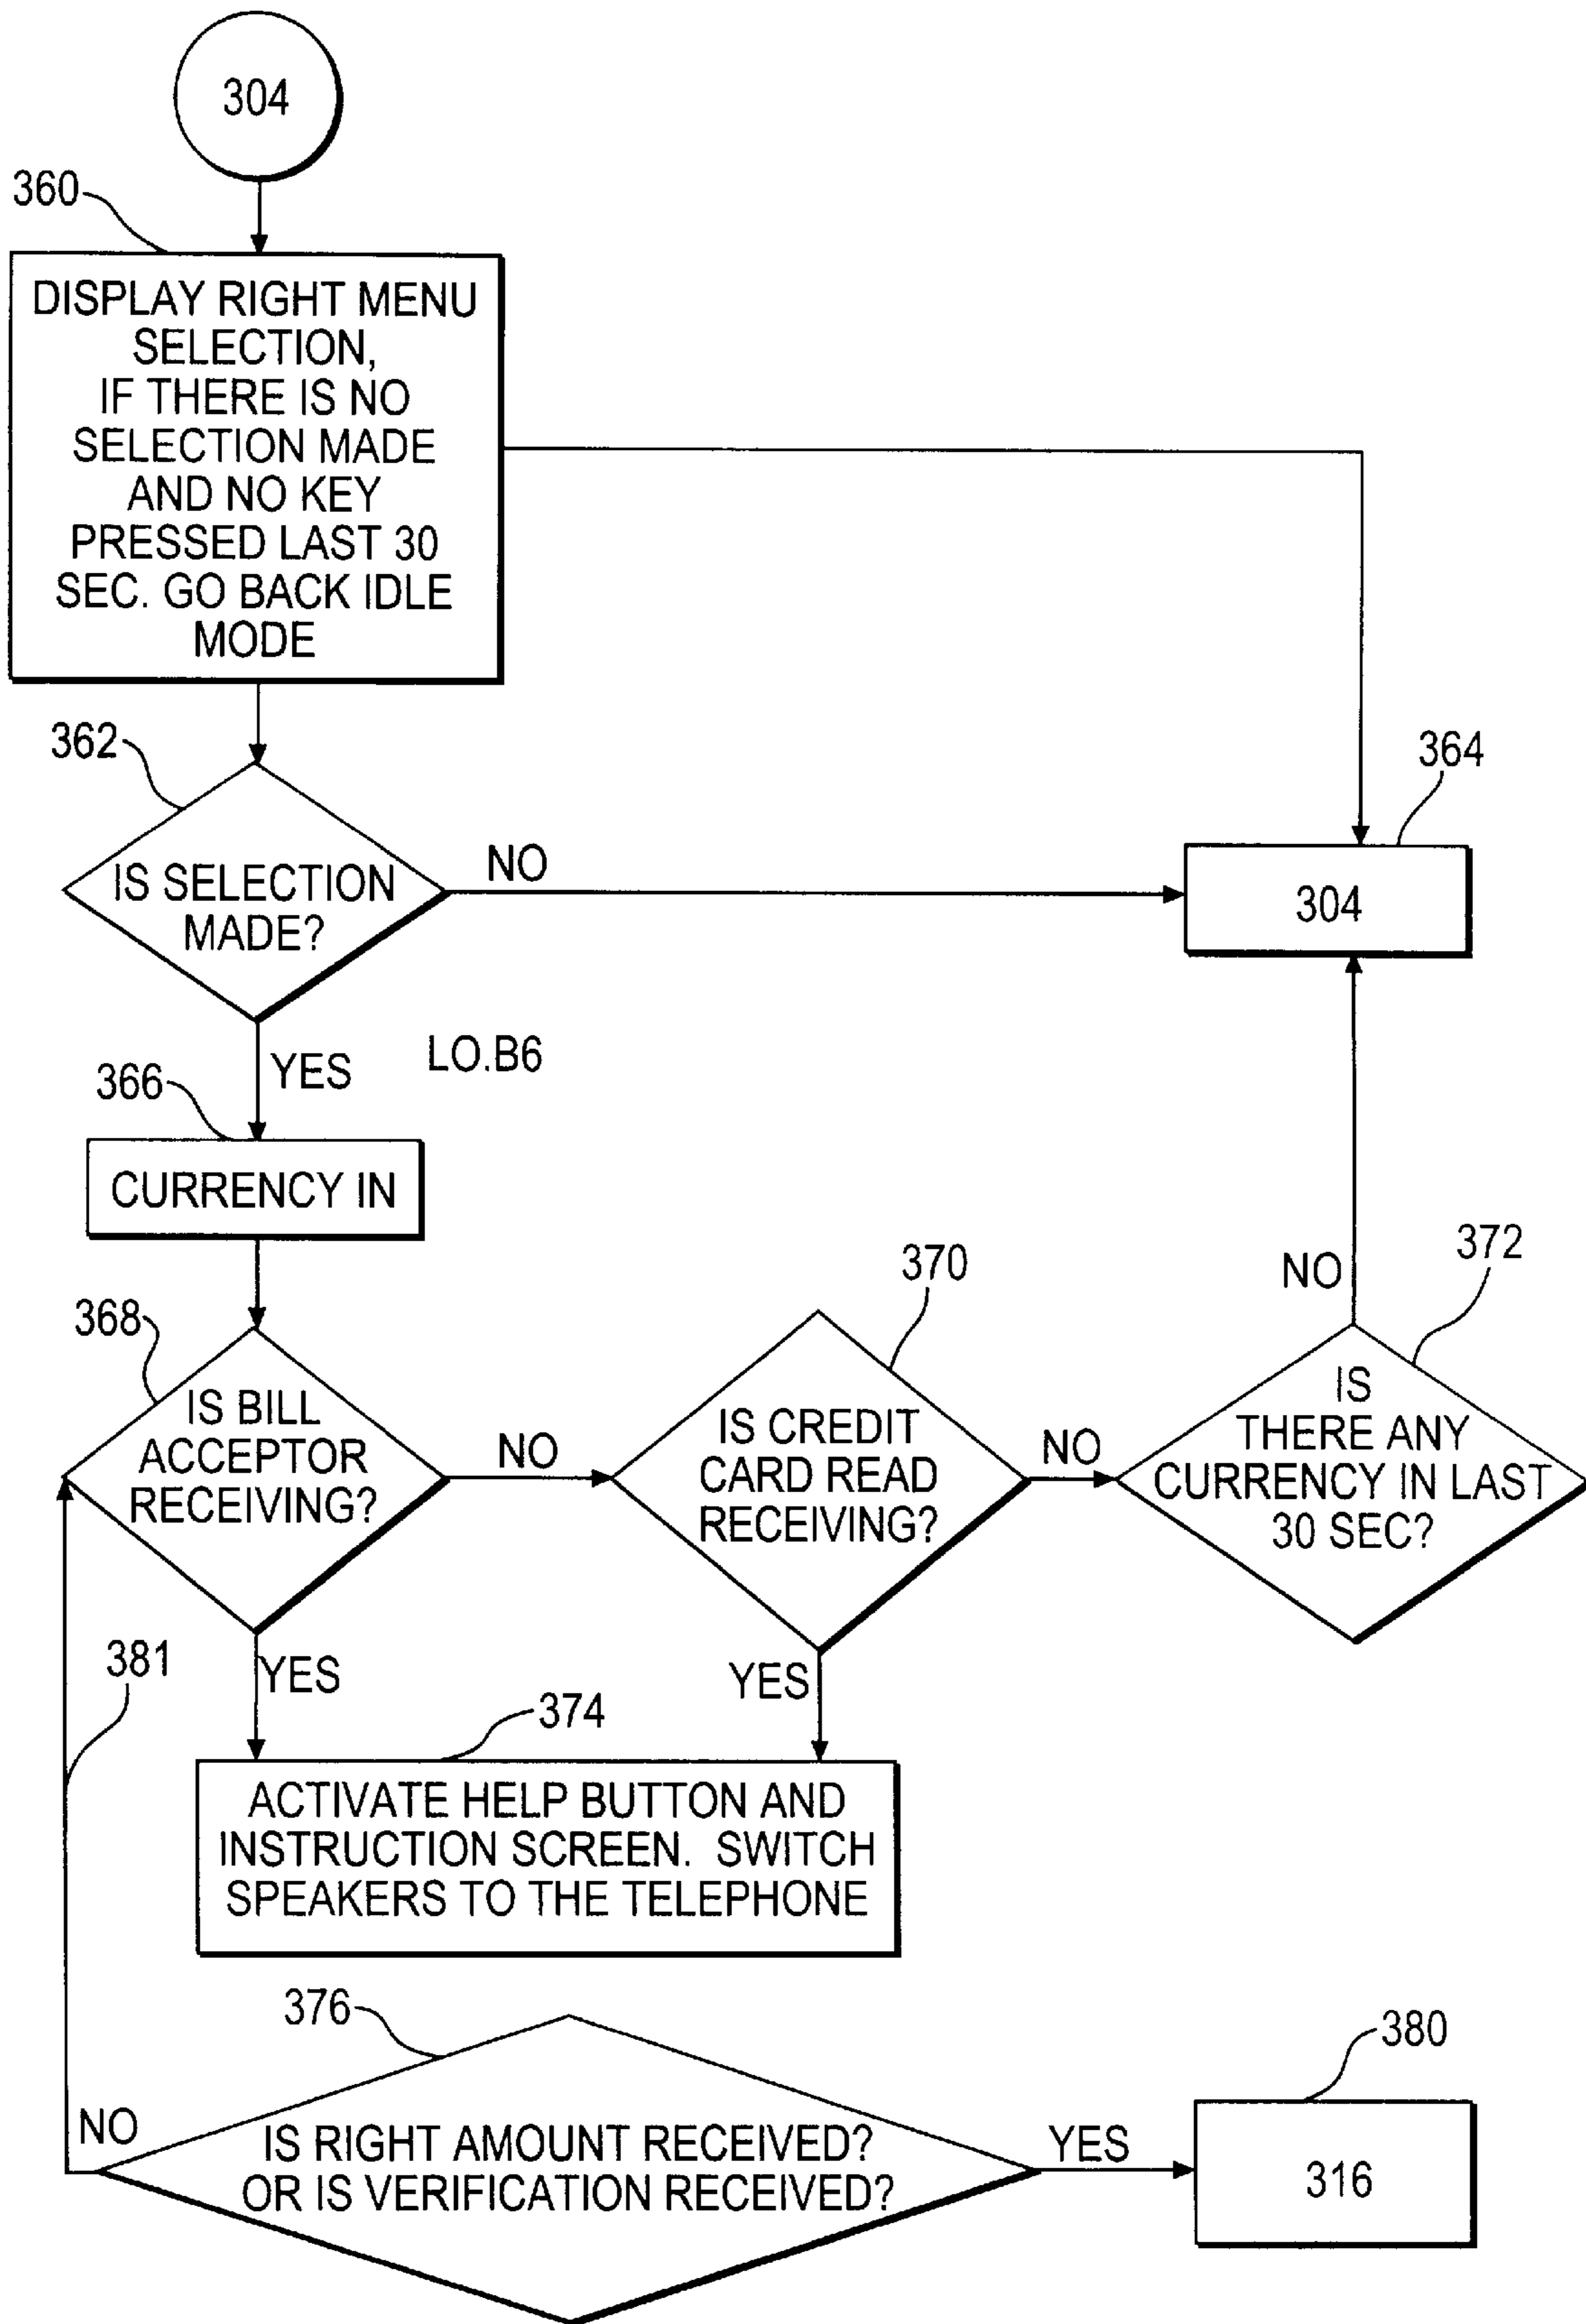 304
360
DISPLAY RIGHT MENU
SELECTION,
IF THERE IS NO
SELECTION MADE
AND NO KEY
PRESSED LAST 30
SEC. GO BACK IDLE
MODE
362
IS SELECTION
MADE?
NO
364
304
YES
LO.B6
366
CURRENCY IN
368
IS BILL
ACCEPTOR
RECEIVING?
NO
370
IS CREDIT
CARD READ
RECEIVING?
NO
372
IS
THERE ANY
CURRENCY IN LAST
30 SEC?
NO
381
YES
YES
374
ACTIVATE HELP BUTTON AND
INSTRUCTION SCREEN. SWITCH
SPEAKERS TO THE TELEPHONE
376
IS RIGHT AMOUNT RECEIVED?
OR IS VERIFICATION RECEIVED?
NO
YES
380
316